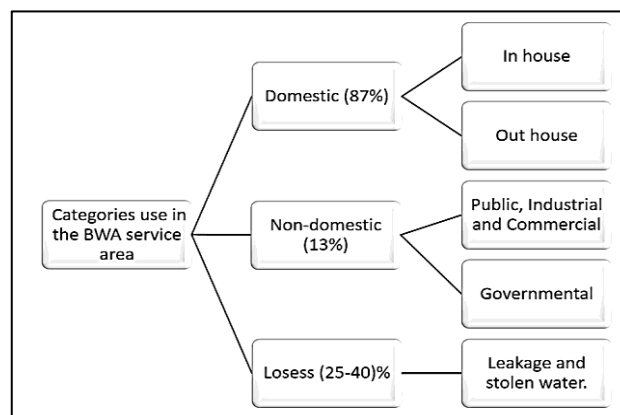 Categories use in
the BWA service
area
Domestic (87%)
In house
Out house
Non-domestic
(13%)
Public, Industrial
and Commercial
Governmental
Losess (25-40)%
Leakage and
stolen water.